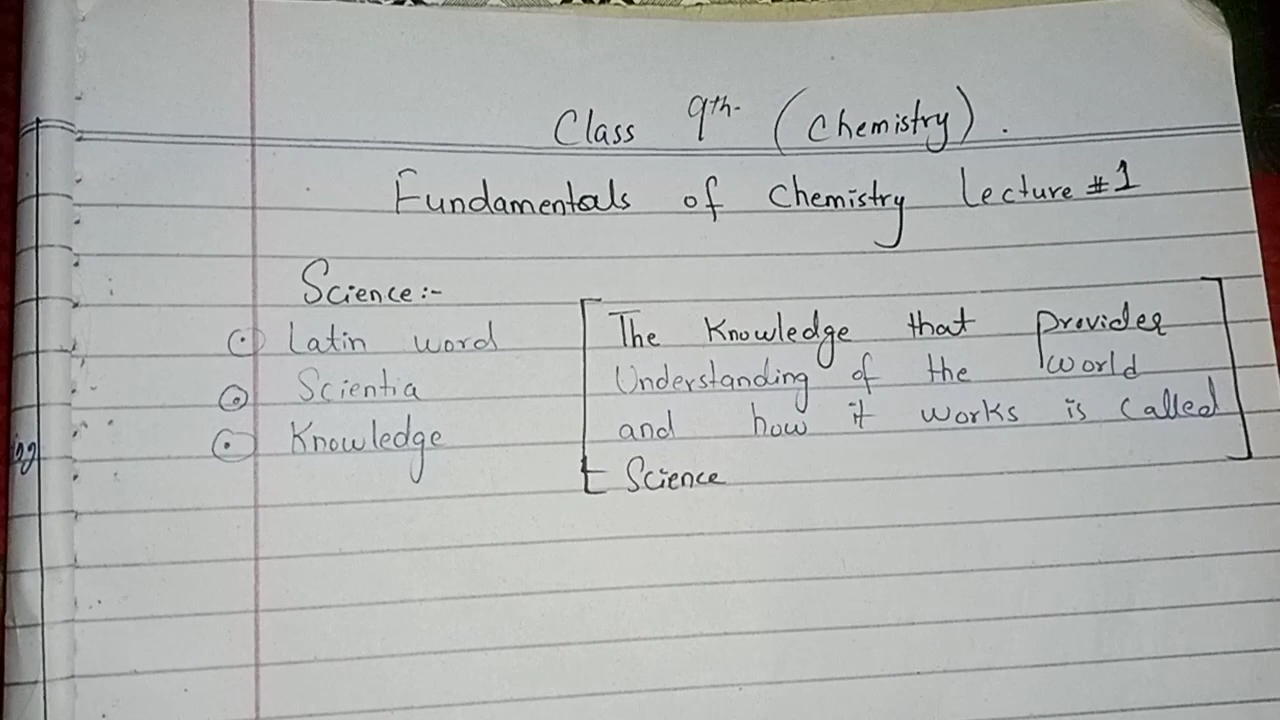 Class 9th. (Chemistry).
Fundamentals of Chemistry Lecture #1
Science:-
Latin word
Scientia
Knowledge
The Knowledge that provides
Understanding of the world
and how it works is called
Science